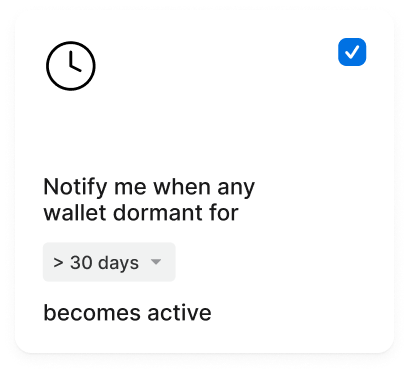 Notify me when any
wallet dormant for
> 30 days
becomes active